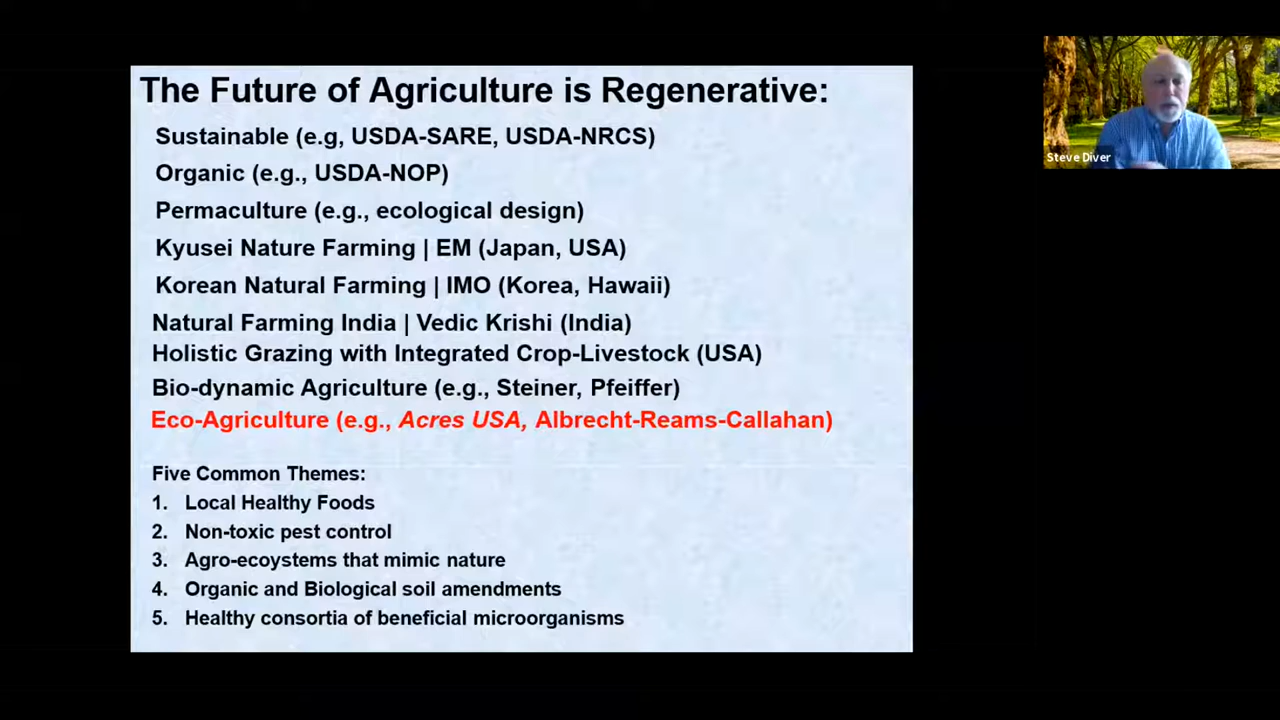 The Future of Agriculture is Regenerative:
Sustainable (e.g, USDA-SARE, USDA-NRCS)
Organic (e.g., USDA-NOP)
Permaculture (e.g., ecological design)
Kyusei Nature Farming | EM (Japan, USA)
Korean Natural Farming | IMO (Korea, Hawaii)
Natural Farming India | Vedic Krishi (India)
Holistic Grazing with Integrated Crop-Livestock (USA)
Bio-dynamic Agriculture (e.g., Steiner, Pfeiffer)
Eco-Agriculture (e.g., Acres USA, Albrecht-Reams-Callahan)
Five Common Themes:
1. Local Healthy Foods
2. Non-toxic pest control
3. Agro-ecoystems that mimic nature
4. Organic and Biological soil amendments
5. Healthy consortia of beneficial microorganisms
Steve Diver